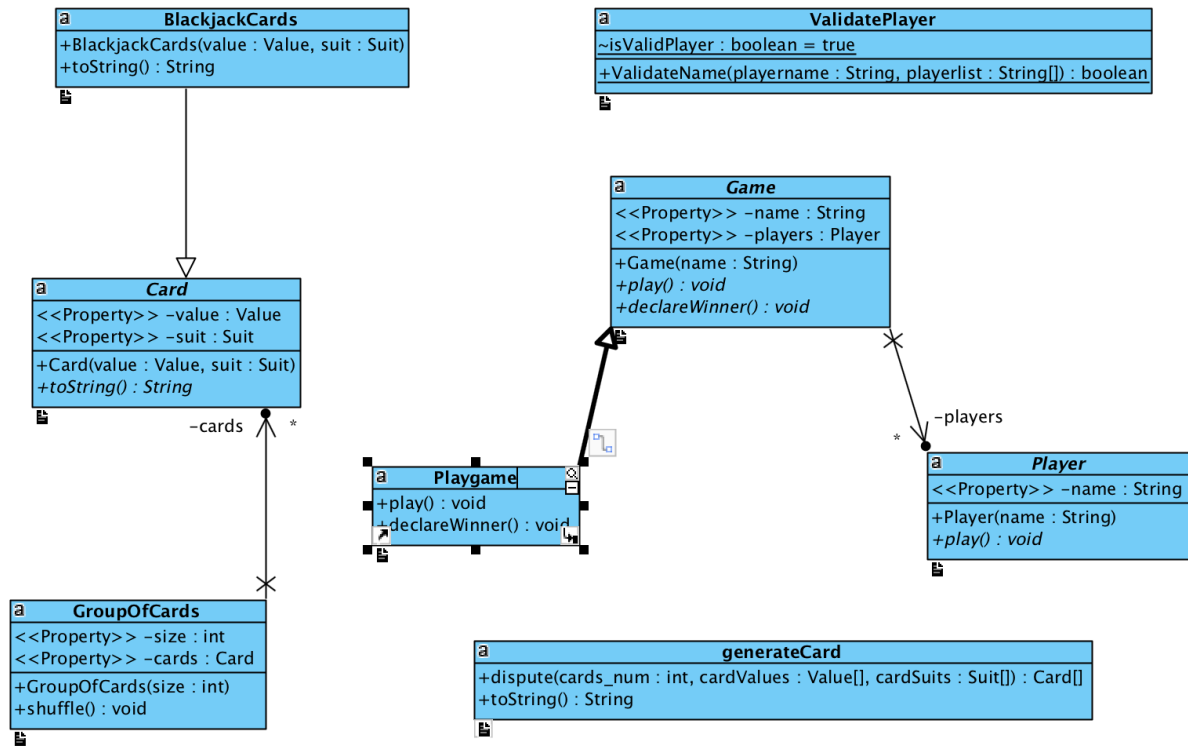 BlackjackCards
+BlackjackCards(value : Value, suit : Suit)
+toString() : String
ValidatePlayer
~isValidPlayer : boolean = true
+ValidateName(playername : String, playerlist : String[]) : boolean
Game
<<Property>> -name : String
<<Property>> -players : Player
+Game(name : String)
+play() : void
+declareWinner() : void
Card
<<Property>> -value : Value
<<Property>> -suit : Suit
+Card(value : Value, suit : Suit)
+toString() : String
-cards *
-players
*
Playgame
+play() : void
+declareWinner() : void
Player
<<Property>> -name : String
+Player(name : String)
+play() : void
GroupOfCards
<<Property>> -size : int
<<Property>> -cards : Card
+GroupOfCards(size : int)
+shuffle() : void
generateCard
+dispute(cards_num : int, cardValues : Value[], cardSuits : Suit[]) : Card[]
+toString() : String